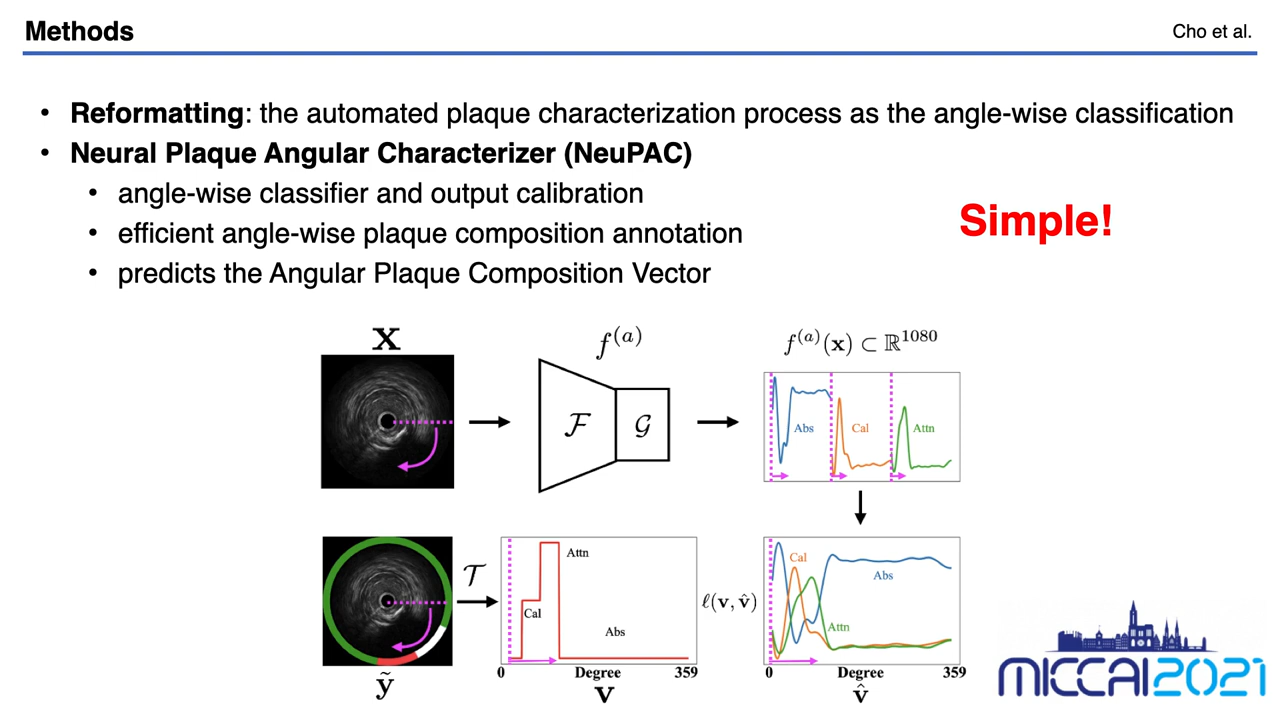 Methods
Cho et al.
• Reformatting: the automated plaque characterization process as the angle-wise classification
• Neural Plaque Angular Characterizer (NeuPAC)
• angle-wise classifier and output calibration
• efficient angle-wise plaque composition annotation
• predicts the Angular Plaque Composition Vector
Simple!
x
f^{(a)}
f^{(a)}(x) ⊂ ℝ^{1080}
ℱ
𝒢
Abs
Cal
Attn
𝒯
Attn
Cal
Abs
0
Degree
359
ỹ
v
ℓ(v, v̂)
Cal
Abs
Attn
0
Degree
359
v̂
MICCAI2021